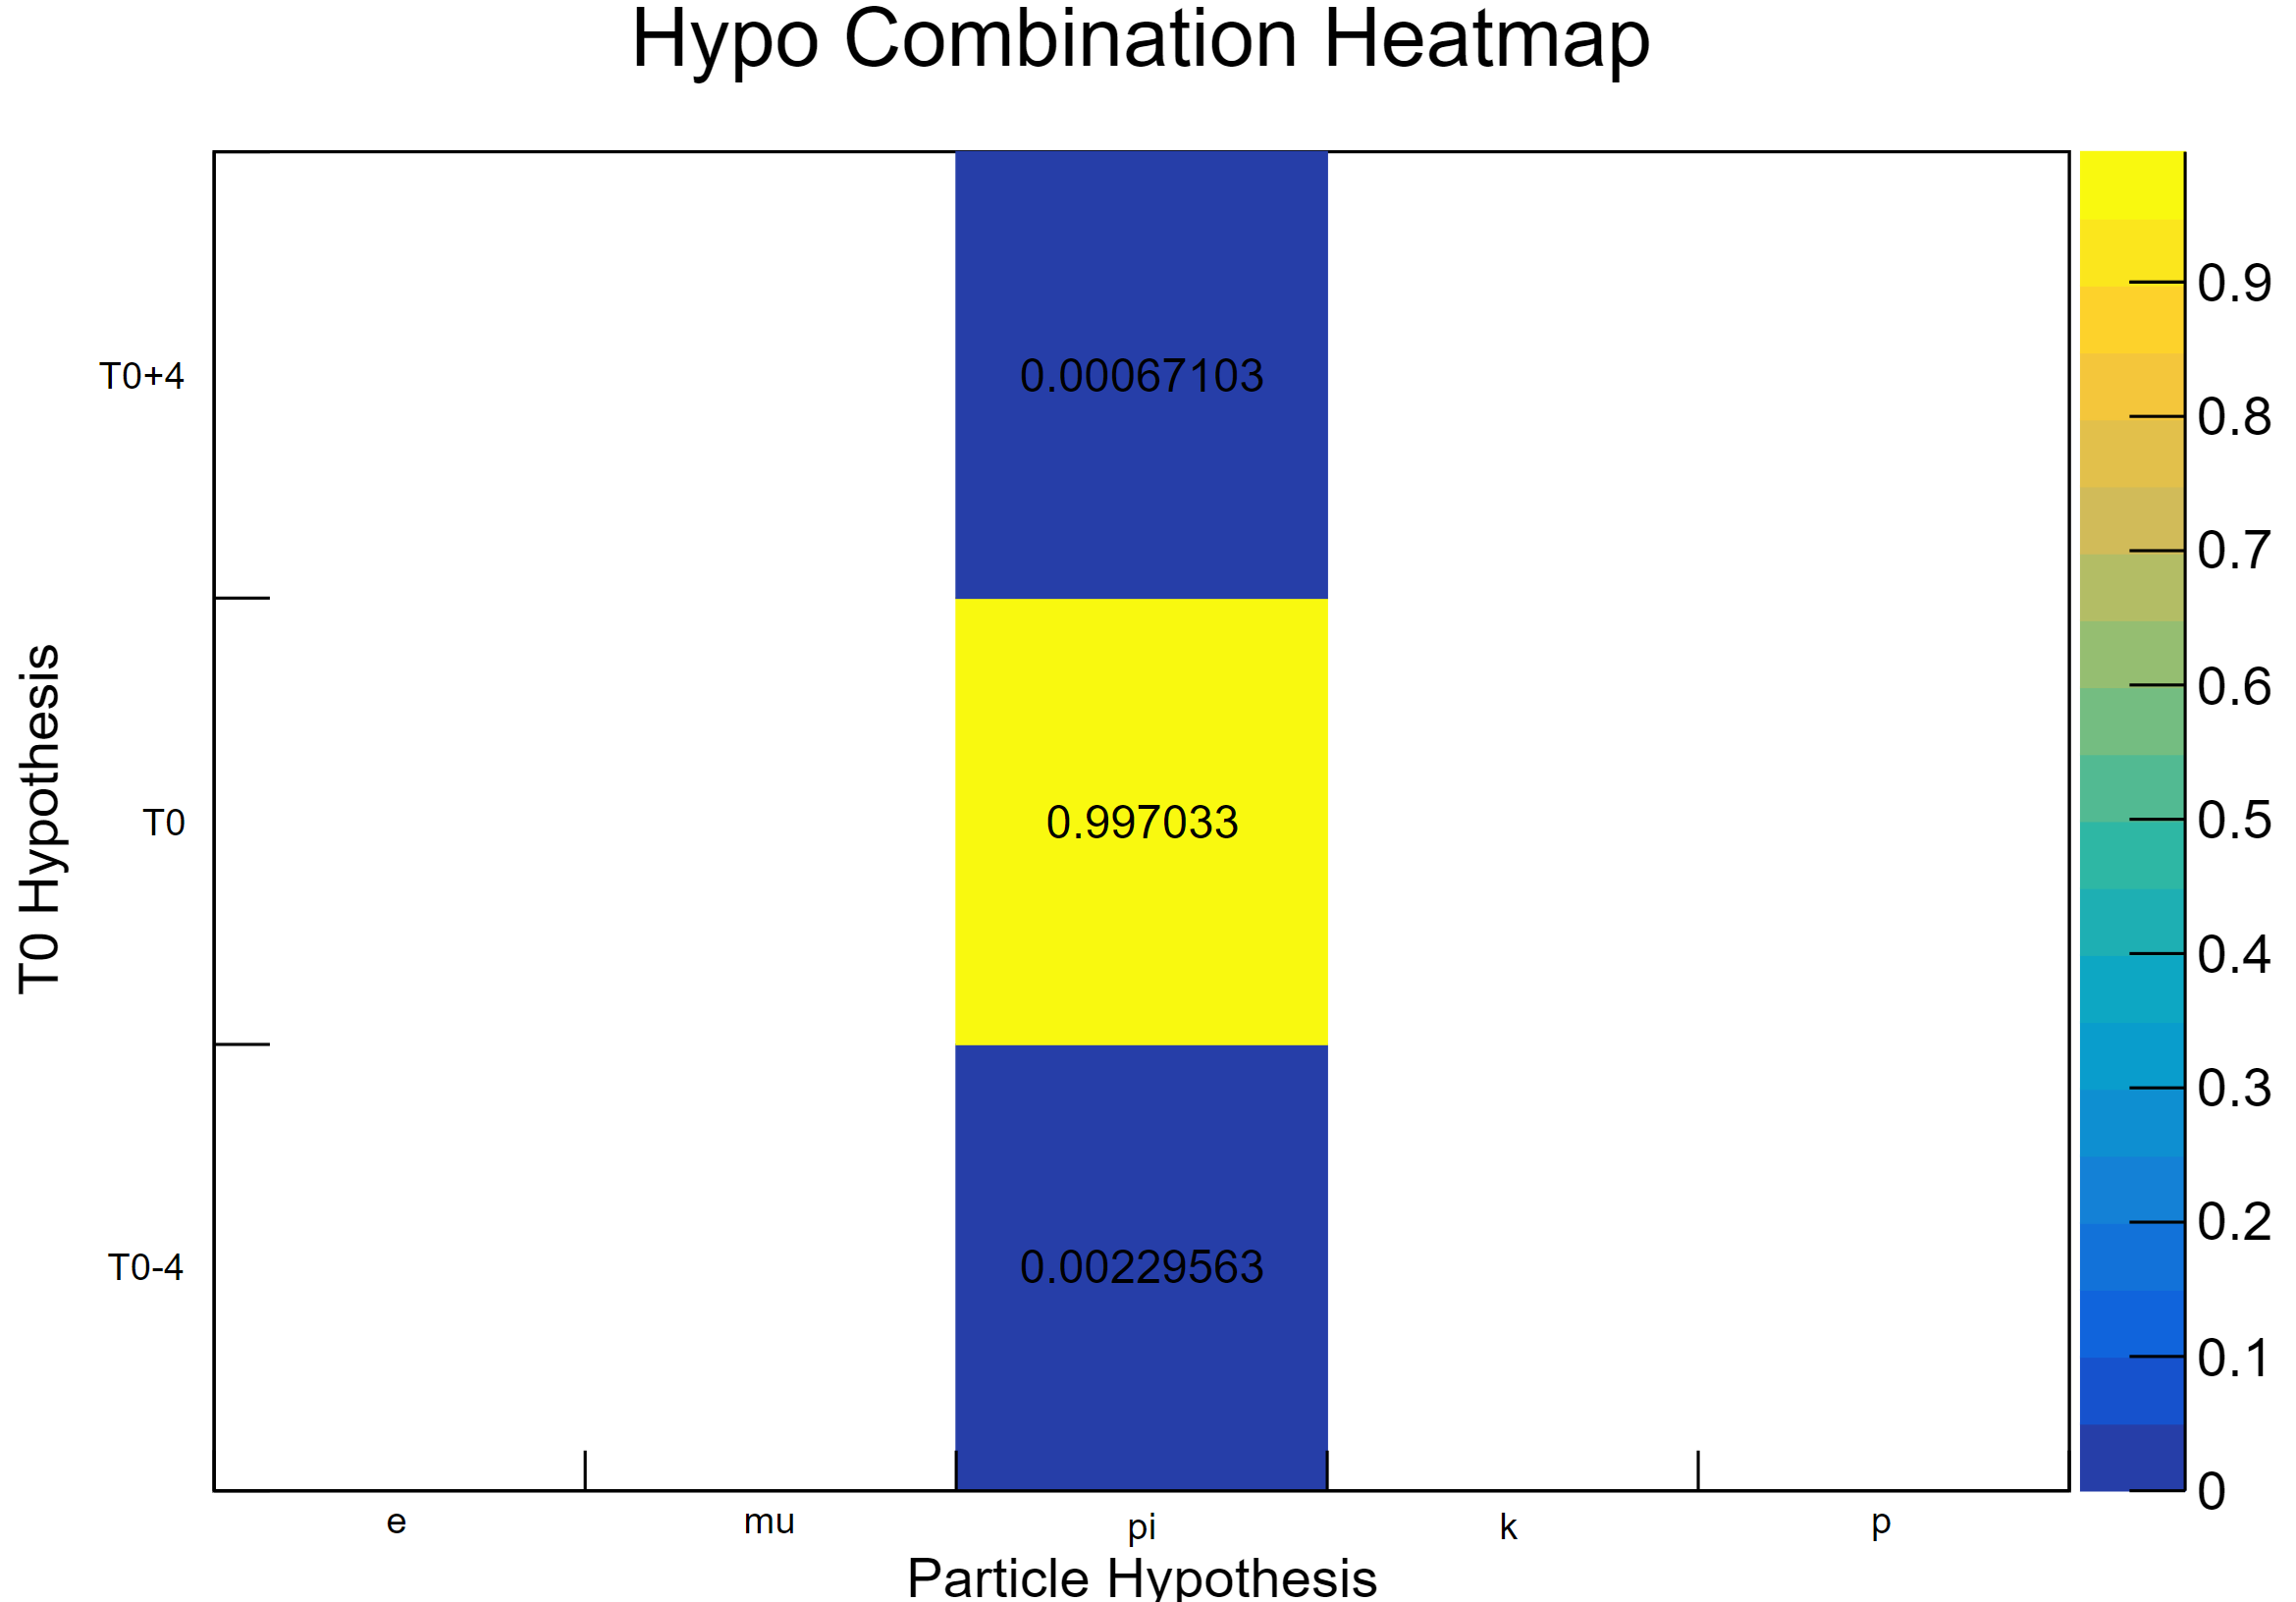 Hypo Combination Heatmap
T0 Hypothesis
T0+4
T0
T0-4
0.00067103
0.997033
0.00229563
0.9
0.8
0.7
0.6
0.5
0.4
0.3
0.2
0.1
0
e mu pi k p
Particle Hypothesis